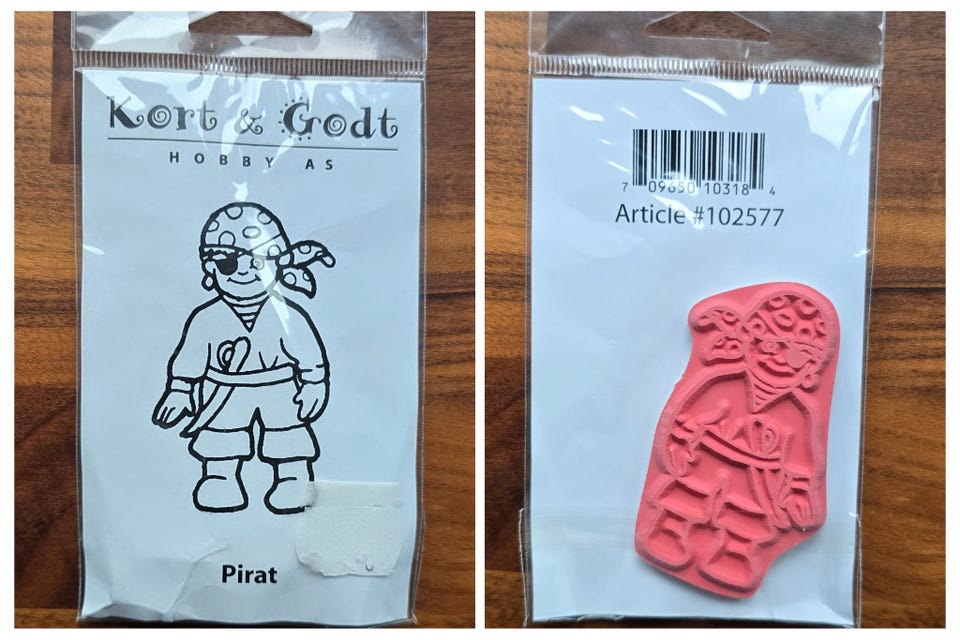 Kort & Godt
HOBBY AS
Pirat
7 09650 10318 4
Article #102577